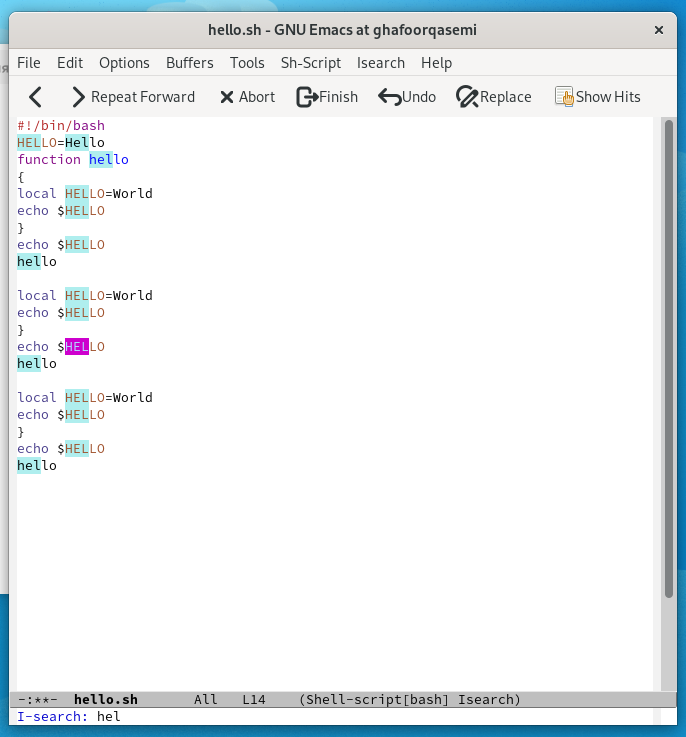 hello.sh - GNU Emacs at ghafoorqasemi ×
File Edit Options Buffers Tools Sh-Script Isearch Help
Repeat Forward Abort Finish Undo Replace Show Hits
#!/bin/bash
HELLO=Hello
function hello
{
local HELLO=World
echo $HELLO
}
echo $HELLO
hello
local HELLO=World
echo $HELLO
}
echo $HELLO
hello
local HELLO=World
echo $HELLO
}
echo $HELLO
hello
-:**- hello.sh All L14 (Shell-script[bash] Isearch)
I-search: hel